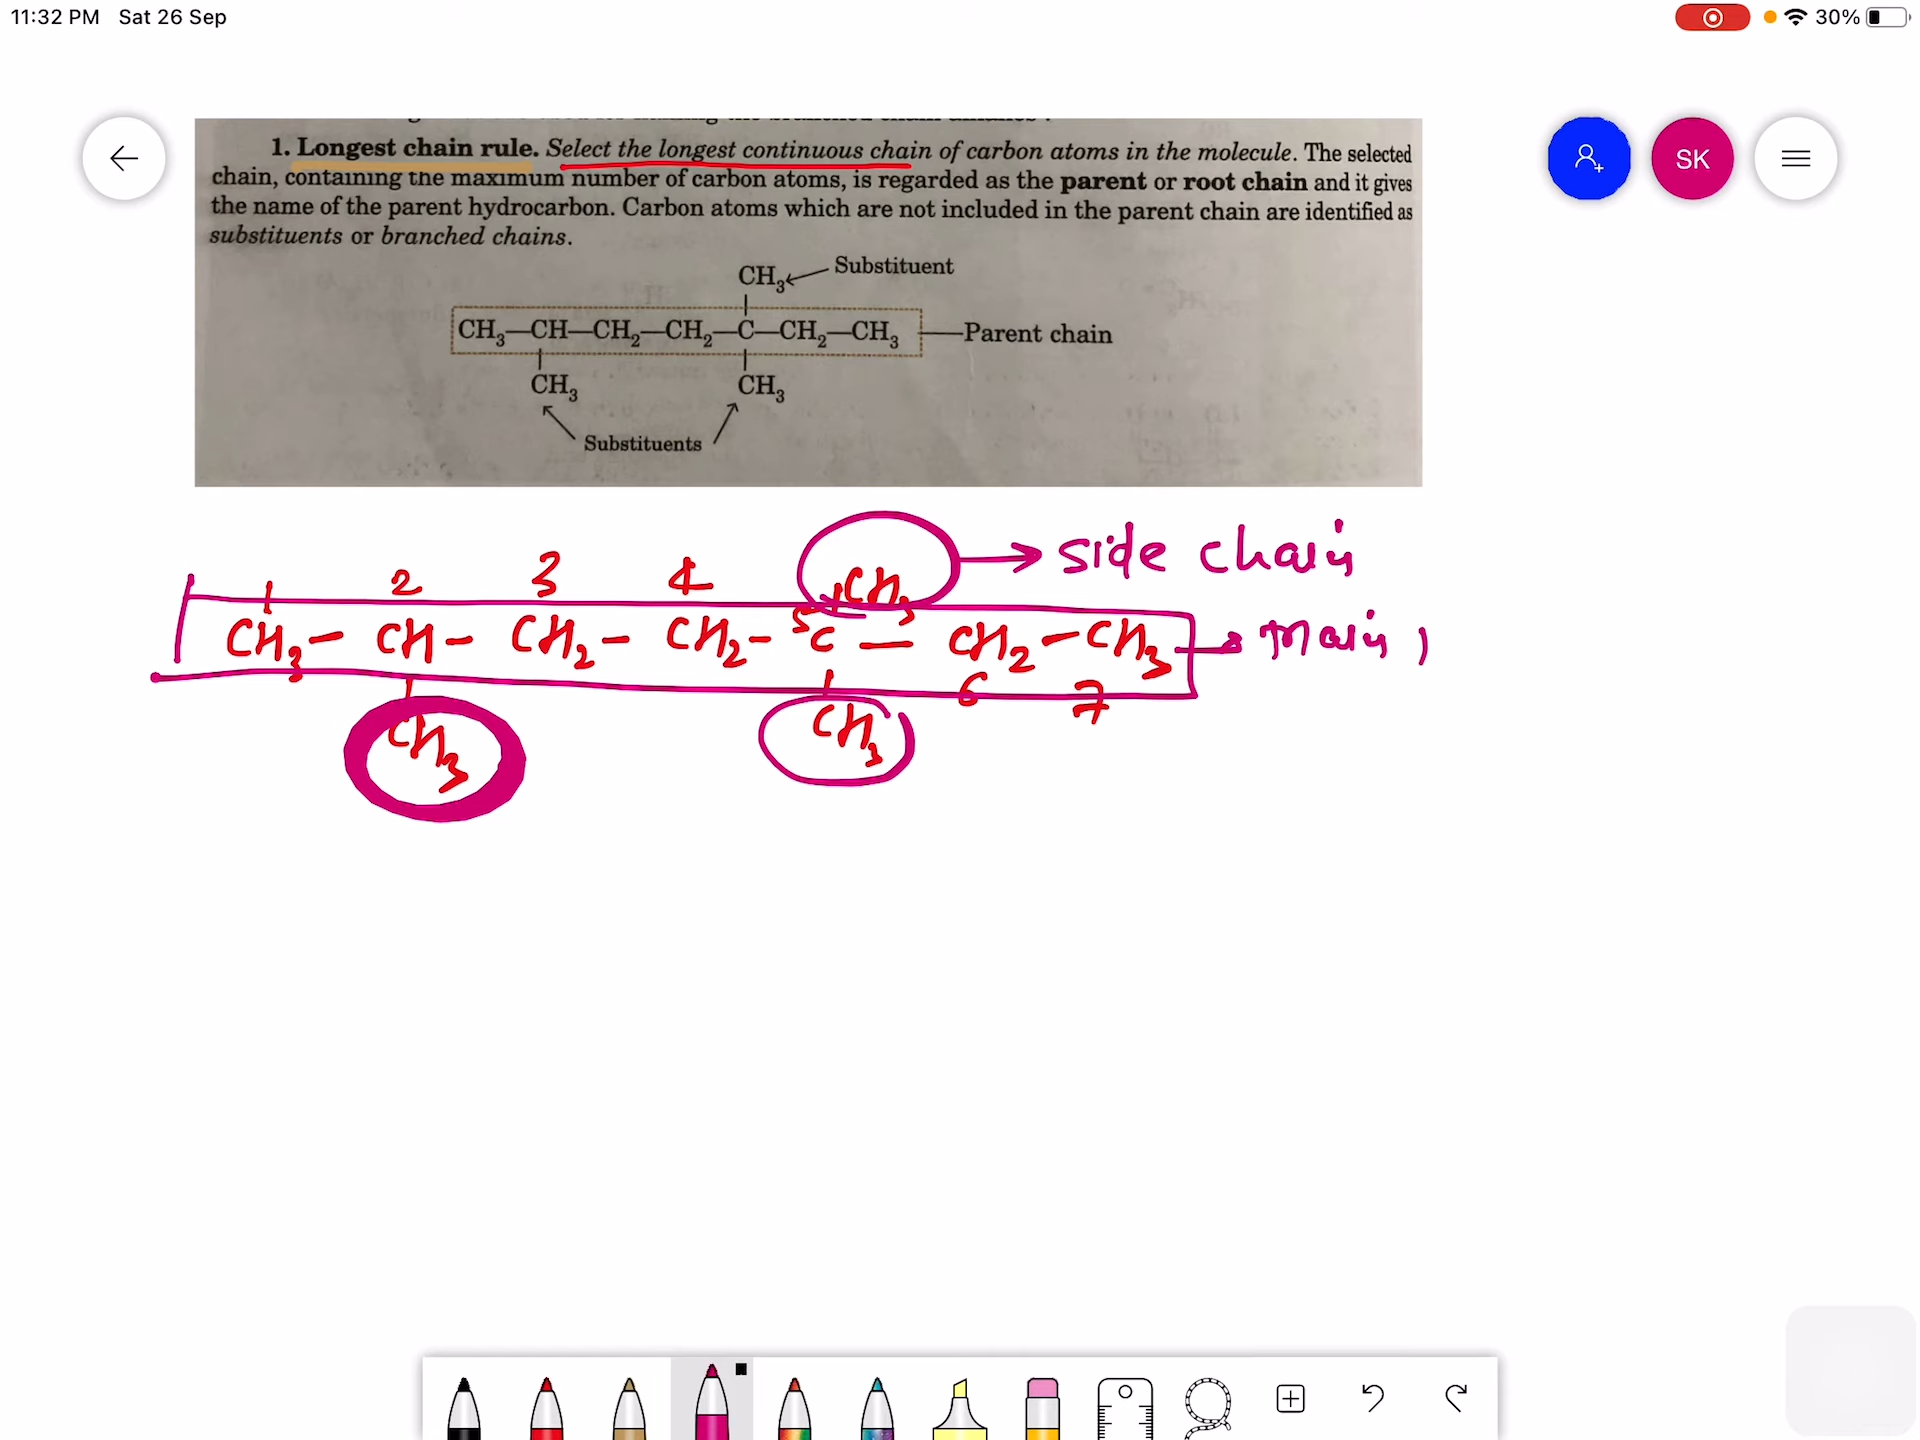 11:32 PM Sat 26 Sep
30%
SK
1. Longest chain rule. Select the longest continuous chain of carbon atoms in the molecule. The selected
chain, containing the maximum number of carbon atoms, is regarded as the parent or root chain and it gives
the name of the parent hydrocarbon. Carbon atoms which are not included in the parent chain are identified as
substituents or branched chains.
CH₃ Substituent
CH₃—CH—CH₂—CH₂—C—CH₂—CH₃ Parent chain
CH₃ CH₃
Substituents
CH₃ → side chain
1 2 3 4
CH₃ – CH – CH₂ – CH₂ – ⁵C — CH₂ – CH₃ → main
6 7
CH₃ CH₃